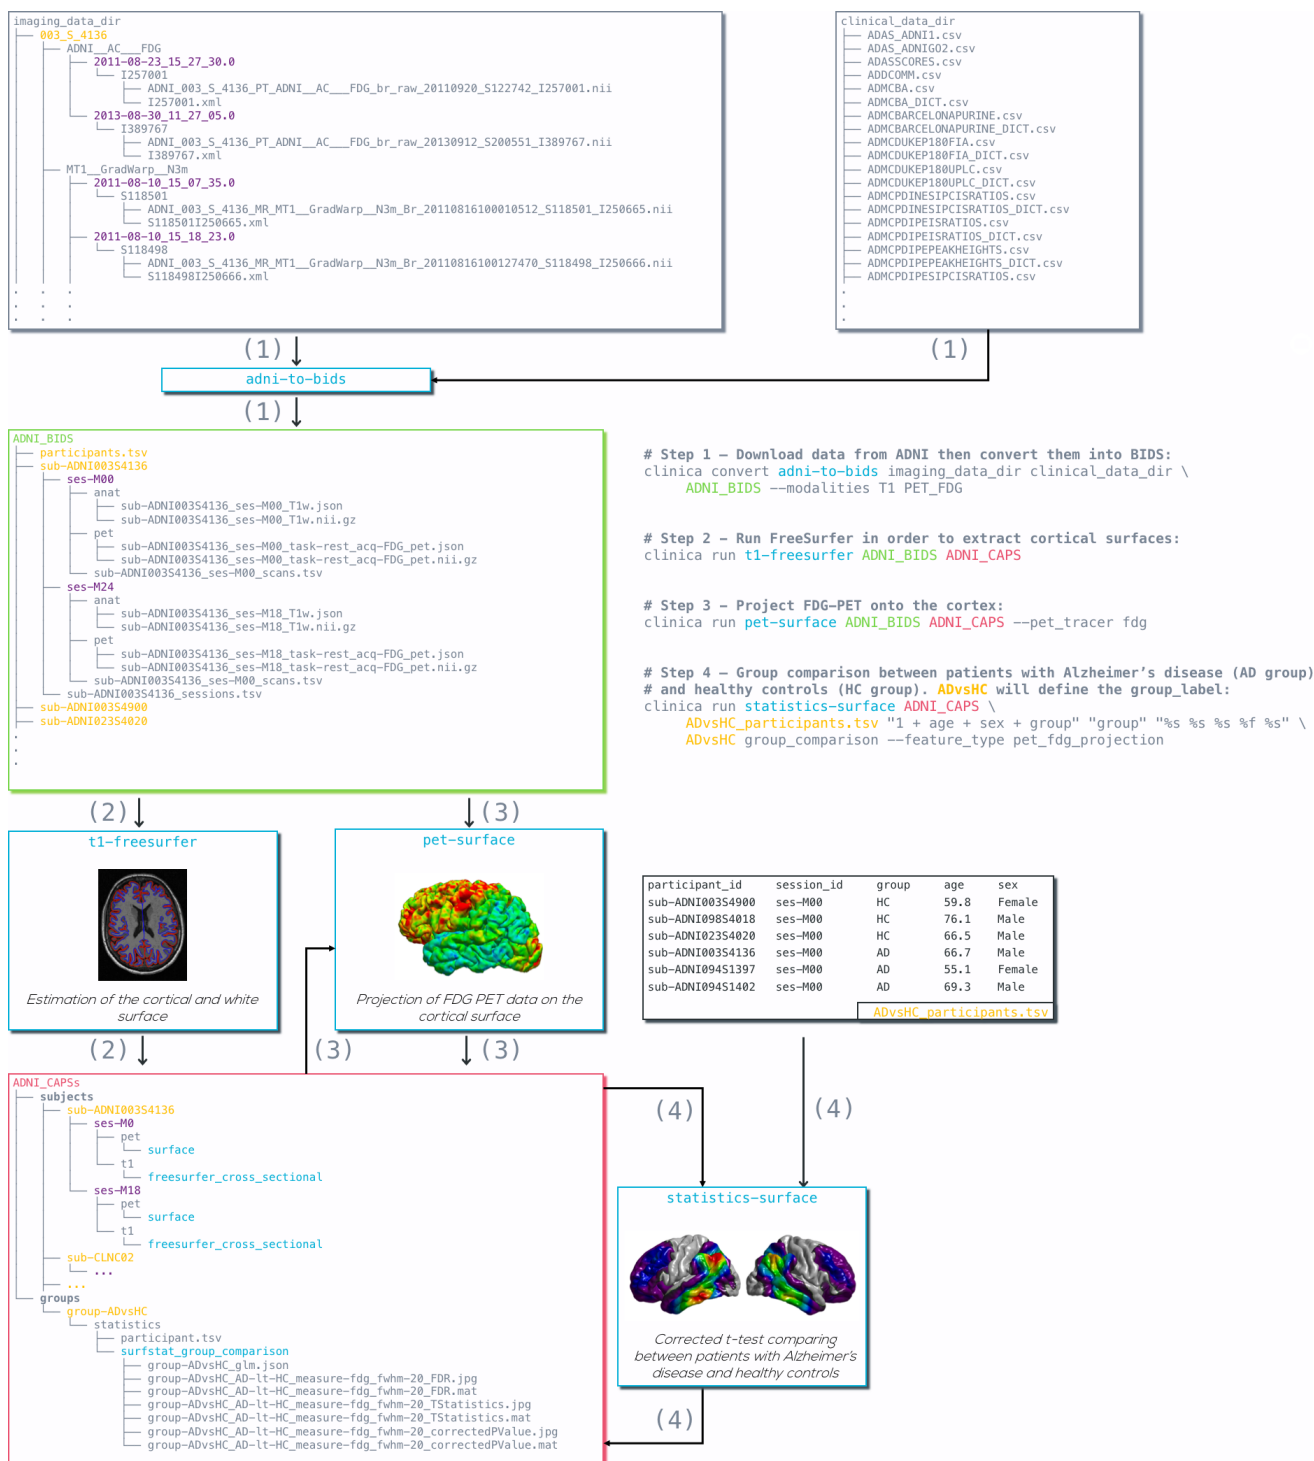 imaging_data_dir
003_S_4136
ADNI__AC___FDG
2011-08-23_15_27_30.0
I257001
ADNI_003_S_4136_PT_ADNI__AC___FDG_br_raw_20110920_S122742_I257001.nii
I257001.xml
2013-08-30_11_27_05.0
I389767
ADNI_003_S_4136_PT_ADNI__AC___FDG_br_raw_20130912_S200551_I389767.nii
I389767.xml
MT1__GradWarp__N3m
2011-08-10_15_07_35.0
S118501
ADNI_003_S_4136_MR_MT1__GradWarp__N3m_Br_20110816100010512_S118501_I250665.nii
S118501I250665.xml
2011-08-10_15_18_23.0
S118498
ADNI_003_S_4136_MR_MT1__GradWarp__N3m_Br_20110816100127470_S118498_I250666.nii
S118498I250666.xml
. . .
. . .
. . .
clinical_data_dir
ADAS_ADNI1.csv
ADAS_ADNIGO2.csv
ADASSCORES.csv
ADDCOMM.csv
ADMCBA.csv
ADMCBA_DICT.csv
ADMCBARCELONAPURINE.csv
ADMCBARCELONAPURINE_DICT.csv
ADMCDUKEP180FIA.csv
ADMCDUKEP180FIA_DICT.csv
ADMCDUKEP180UPLC.csv
ADMCDUKEP180UPLC_DICT.csv
ADMCPDINESIPCISRATIOS.csv
ADMCPDINESIPCISRATIOS_DICT.csv
ADMCPDIPEISRATIOS.csv
ADMCPDIPEISRATIOS_DICT.csv
ADMCPDIPEPEAKHEIGHTS.csv
ADMCPDIPEPEAKHEIGHTS_DICT.csv
ADMCPDIPESIPCISRATIOS.csv
.
.
.
(1)
(1)
adni-to-bids
(1)
ADNI_BIDS
participants.tsv
sub-ADNI003S4136
ses-M00
anat
sub-ADNI003S4136_ses-M00_T1w.json
sub-ADNI003S4136_ses-M00_T1w.nii.gz
pet
sub-ADNI003S4136_ses-M00_task-rest_acq-FDG_pet.json
sub-ADNI003S4136_ses-M00_task-rest_acq-FDG_pet.nii.gz
sub-ADNI003S4136_ses-M00_scans.tsv
ses-M24
anat
sub-ADNI003S4136_ses-M18_T1w.json
sub-ADNI003S4136_ses-M18_T1w.nii.gz
pet
sub-ADNI003S4136_ses-M18_task-rest_acq-FDG_pet.json
sub-ADNI003S4136_ses-M18_task-rest_acq-FDG_pet.nii.gz
sub-ADNI003S4136_ses-M00_scans.tsv
sub-ADNI003S4136_sessions.tsv
sub-ADNI003S4900
sub-ADNI023S4020
.
.
.
# Step 1 – Download data from ADNI then convert them into BIDS:
clinica convert adni-to-bids imaging_data_dir clinical_data_dir \
ADNI_BIDS --modalities T1 PET_FDG
# Step 2 – Run FreeSurfer in order to extract cortical surfaces:
clinica run t1-freesurfer ADNI_BIDS ADNI_CAPS
# Step 3 – Project FDG-PET onto the cortex:
clinica run pet-surface ADNI_BIDS ADNI_CAPS --pet_tracer fdg
# Step 4 – Group comparison between patients with Alzheimer's disease (AD group)
# and healthy controls (HC group). ADvsHC will define the group_label:
clinica run statistics-surface ADNI_CAPS \
ADvsHC_participants.tsv "1 + age + sex + group" "group" "%s %s %s %f %s" \
ADvsHC group_comparison --feature_type pet_fdg_projection
(2)
(3)
t1-freesurfer
Estimation of the cortical and white
surface
pet-surface
Projection of FDG PET data on the
cortical surface
participant_id session_id group age sex
sub-ADNI003S4900 ses-M00 HC 59.8 Female
sub-ADNI098S4018 ses-M00 HC 76.1 Male
sub-ADNI023S4020 ses-M00 HC 66.5 Male
sub-ADNI003S4136 ses-M00 AD 66.7 Male
sub-ADNI094S1397 ses-M00 AD 55.1 Female
sub-ADNI094S1402 ses-M00 AD 69.3 Male
ADvsHC_participants.tsv
(2)
(3)
(3)
ADNI_CAPSs
subjects
sub-ADNI003S4136
ses-M0
pet
surface
t1
freesurfer_cross_sectional
ses-M18
pet
surface
t1
freesurfer_cross_sectional
sub-CLNC02
...
...
groups
group-ADvsHC
statistics
participant.tsv
surfstat_group_comparison
group-ADvsHC_glm.json
group-ADvsHC_AD-lt-HC_measure-fdg_fwhm-20_FDR.jpg
group-ADvsHC_AD-lt-HC_measure-fdg_fwhm-20_FDR.mat
group-ADvsHC_AD-lt-HC_measure-fdg_fwhm-20_TStatistics.jpg
group-ADvsHC_AD-lt-HC_measure-fdg_fwhm-20_TStatistics.mat
group-ADvsHC_AD-lt-HC_measure-fdg_fwhm-20_correctedPValue.jpg
group-ADvsHC_AD-lt-HC_measure-fdg_fwhm-20_correctedPValue.mat
(4)
(4)
statistics-surface
Corrected t-test comparing
between patients with Alzheimer's
disease and healthy controls
(4)